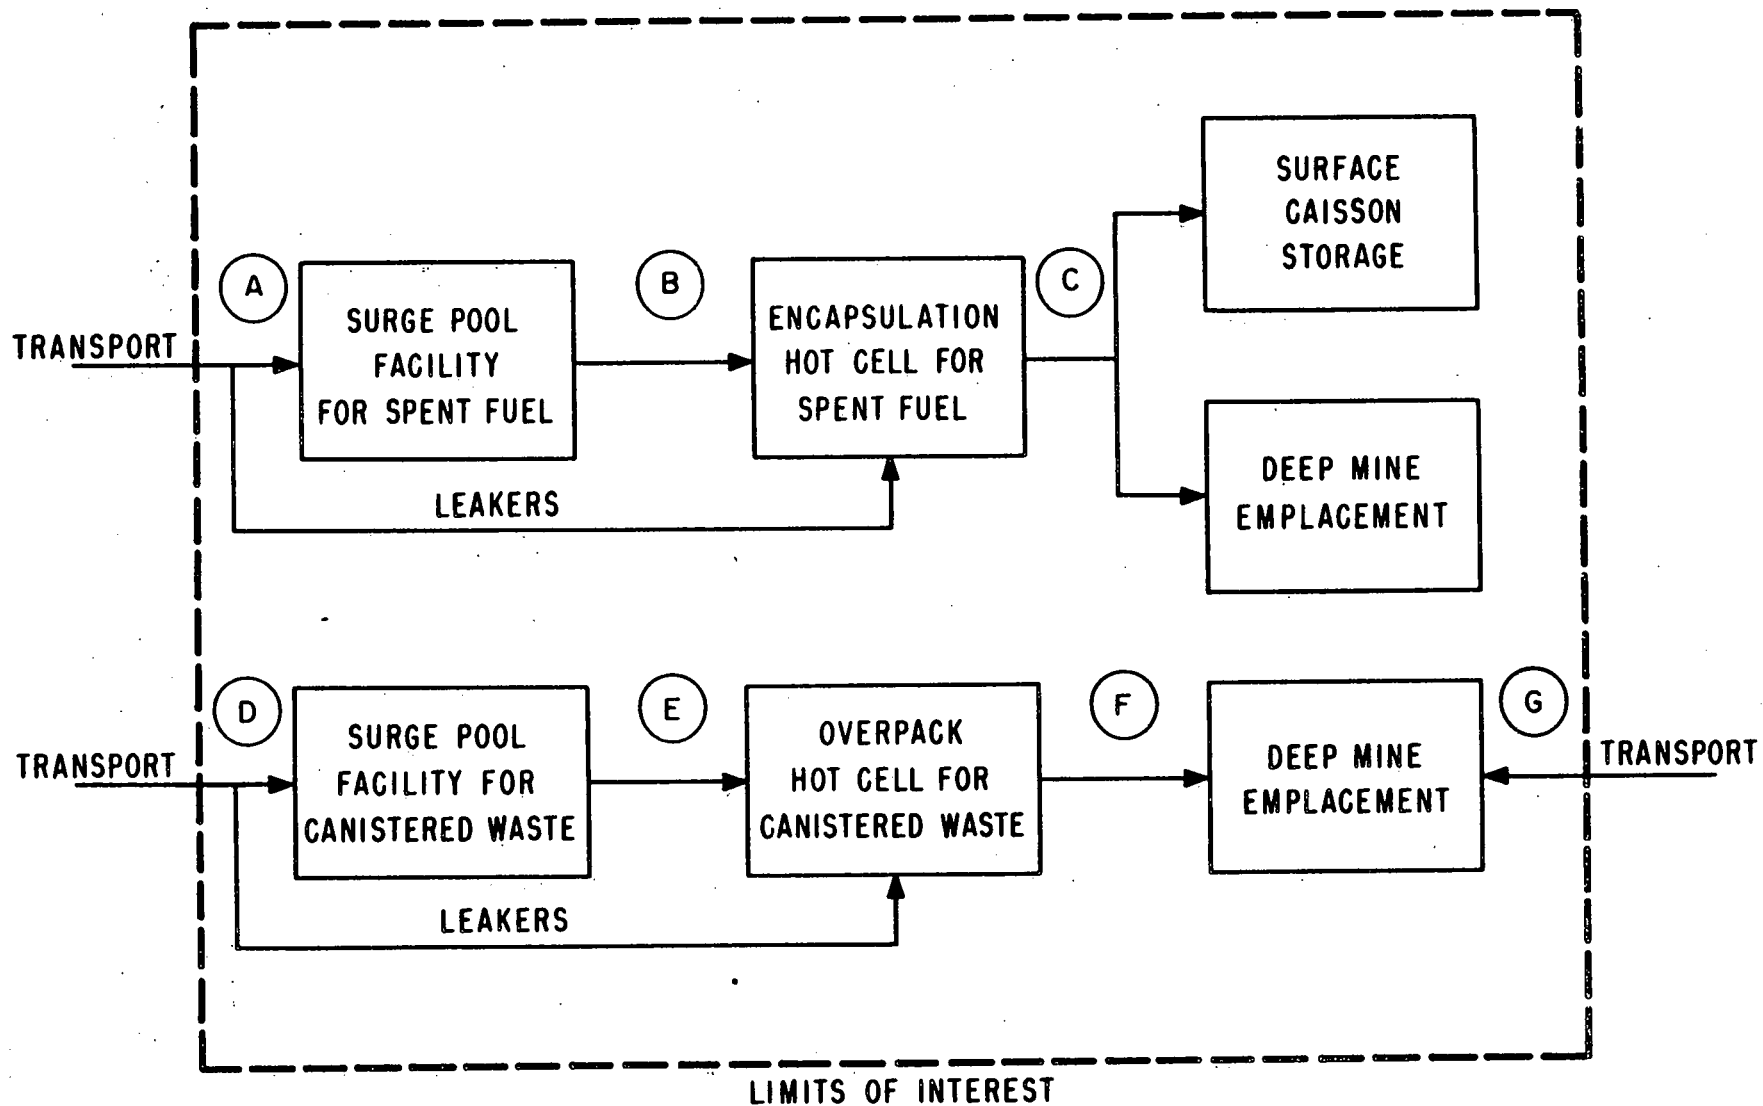 SURFACE
CAISSON
STORAGE
A
B
C
TRANSPORT
SURGE POOL
FACILITY
FOR SPENT FUEL
ENCAPSULATION
HOT CELL FOR
SPENT FUEL
LEAKERS
DEEP MINE
EMPLACEMENT
D
E
F
G
TRANSPORT
SURGE POOL
FACILITY FOR
CANISTERED WASTE
OVERPACK
HOT CELL FOR
CANISTERED WASTE
DEEP MINE
EMPLACEMENT
TRANSPORT
LEAKERS
LIMITS OF INTEREST